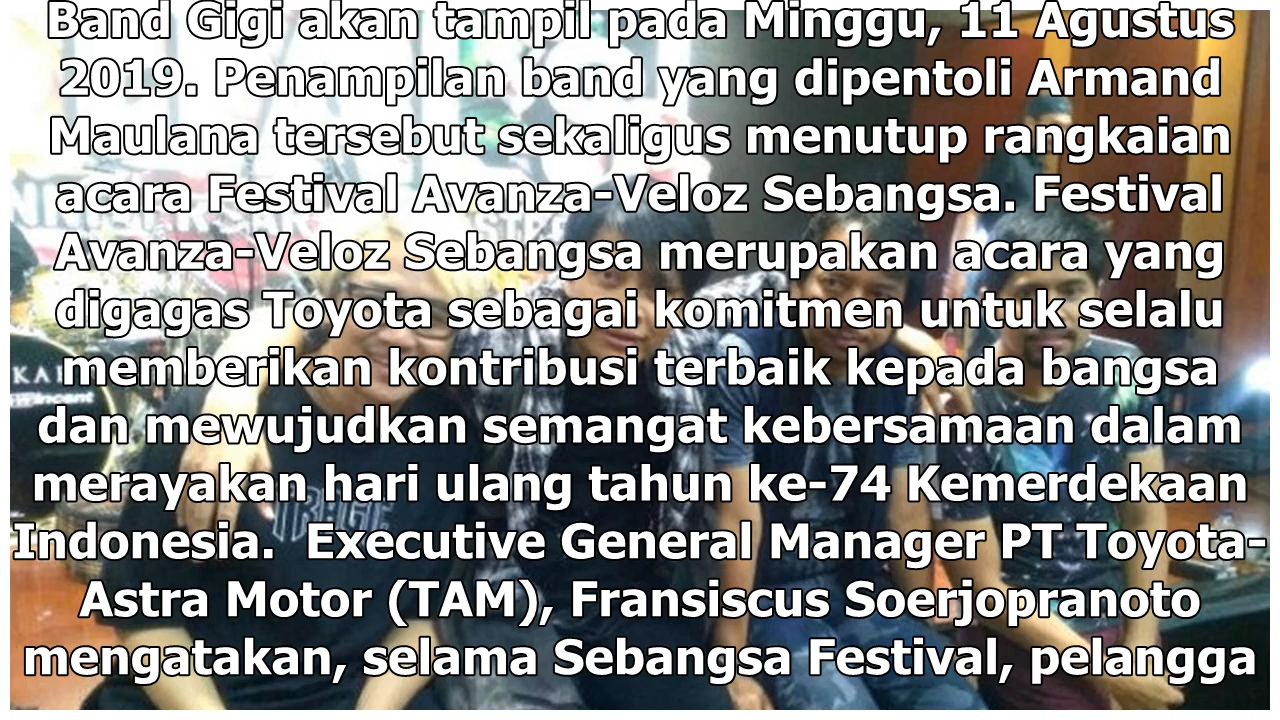 Band Gigi akan tampil pada Minggu, 11 Agustus
2019. Penampilan band yang dipentoli Armand
Maulana tersebut sekaligus menutup rangkaian
acara Festival Avanza-Veloz Sebangsa. Festival
Avanza-Veloz Sebangsa merupakan acara yang
digagas Toyota sebagai komitmen untuk selalu
memberikan kontribusi terbaik kepada bangsa
dan mewujudkan semangat kebersamaan dalam
merayakan hari ulang tahun ke-74 Kemerdekaan
Indonesia.  Executive General Manager PT Toyota-
Astra Motor (TAM), Fransiscus Soerjopranoto
mengatakan, selama Sebangsa Festival, pelangga